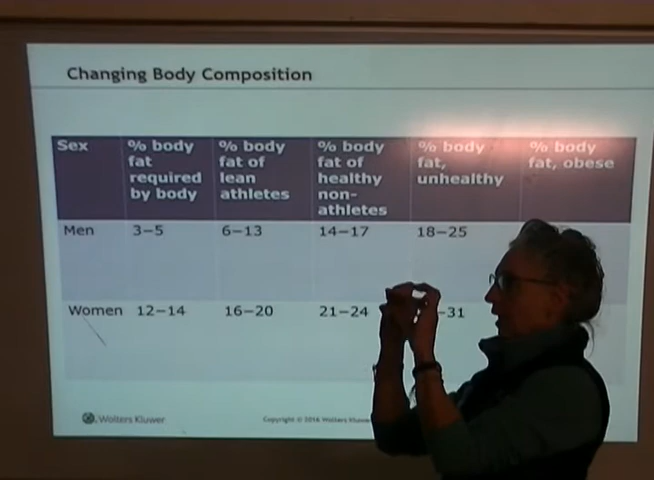 Changing Body Composition
Sex
% body
fat
required
by body
% body
fat of
lean
athletes
% body
fat of
healthy
non-
athletes
% body
fat,
unhealthy
% body
fat, obese
Men 3–5 6–13 14–17 18–25
Women 12–14 16–20 21–24 –31
Wolters Kluwer
Copyright © 2016 Wolters